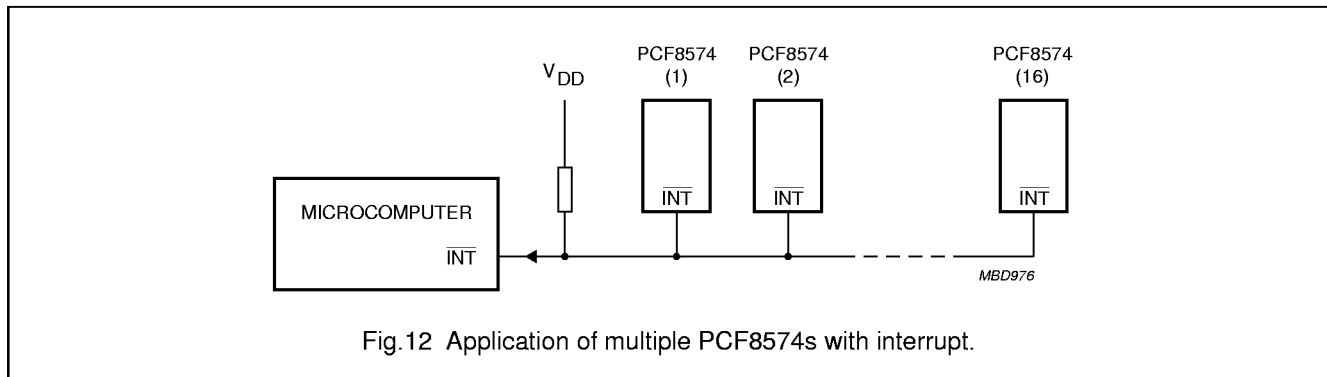 PCF8574
(1)
PCF8574
(2)
PCF8574
(16)
VDD
INT
INT
INT
MICROCOMPUTER
INT
MBD976
Fig.12 Application of multiple PCF8574s with interrupt.